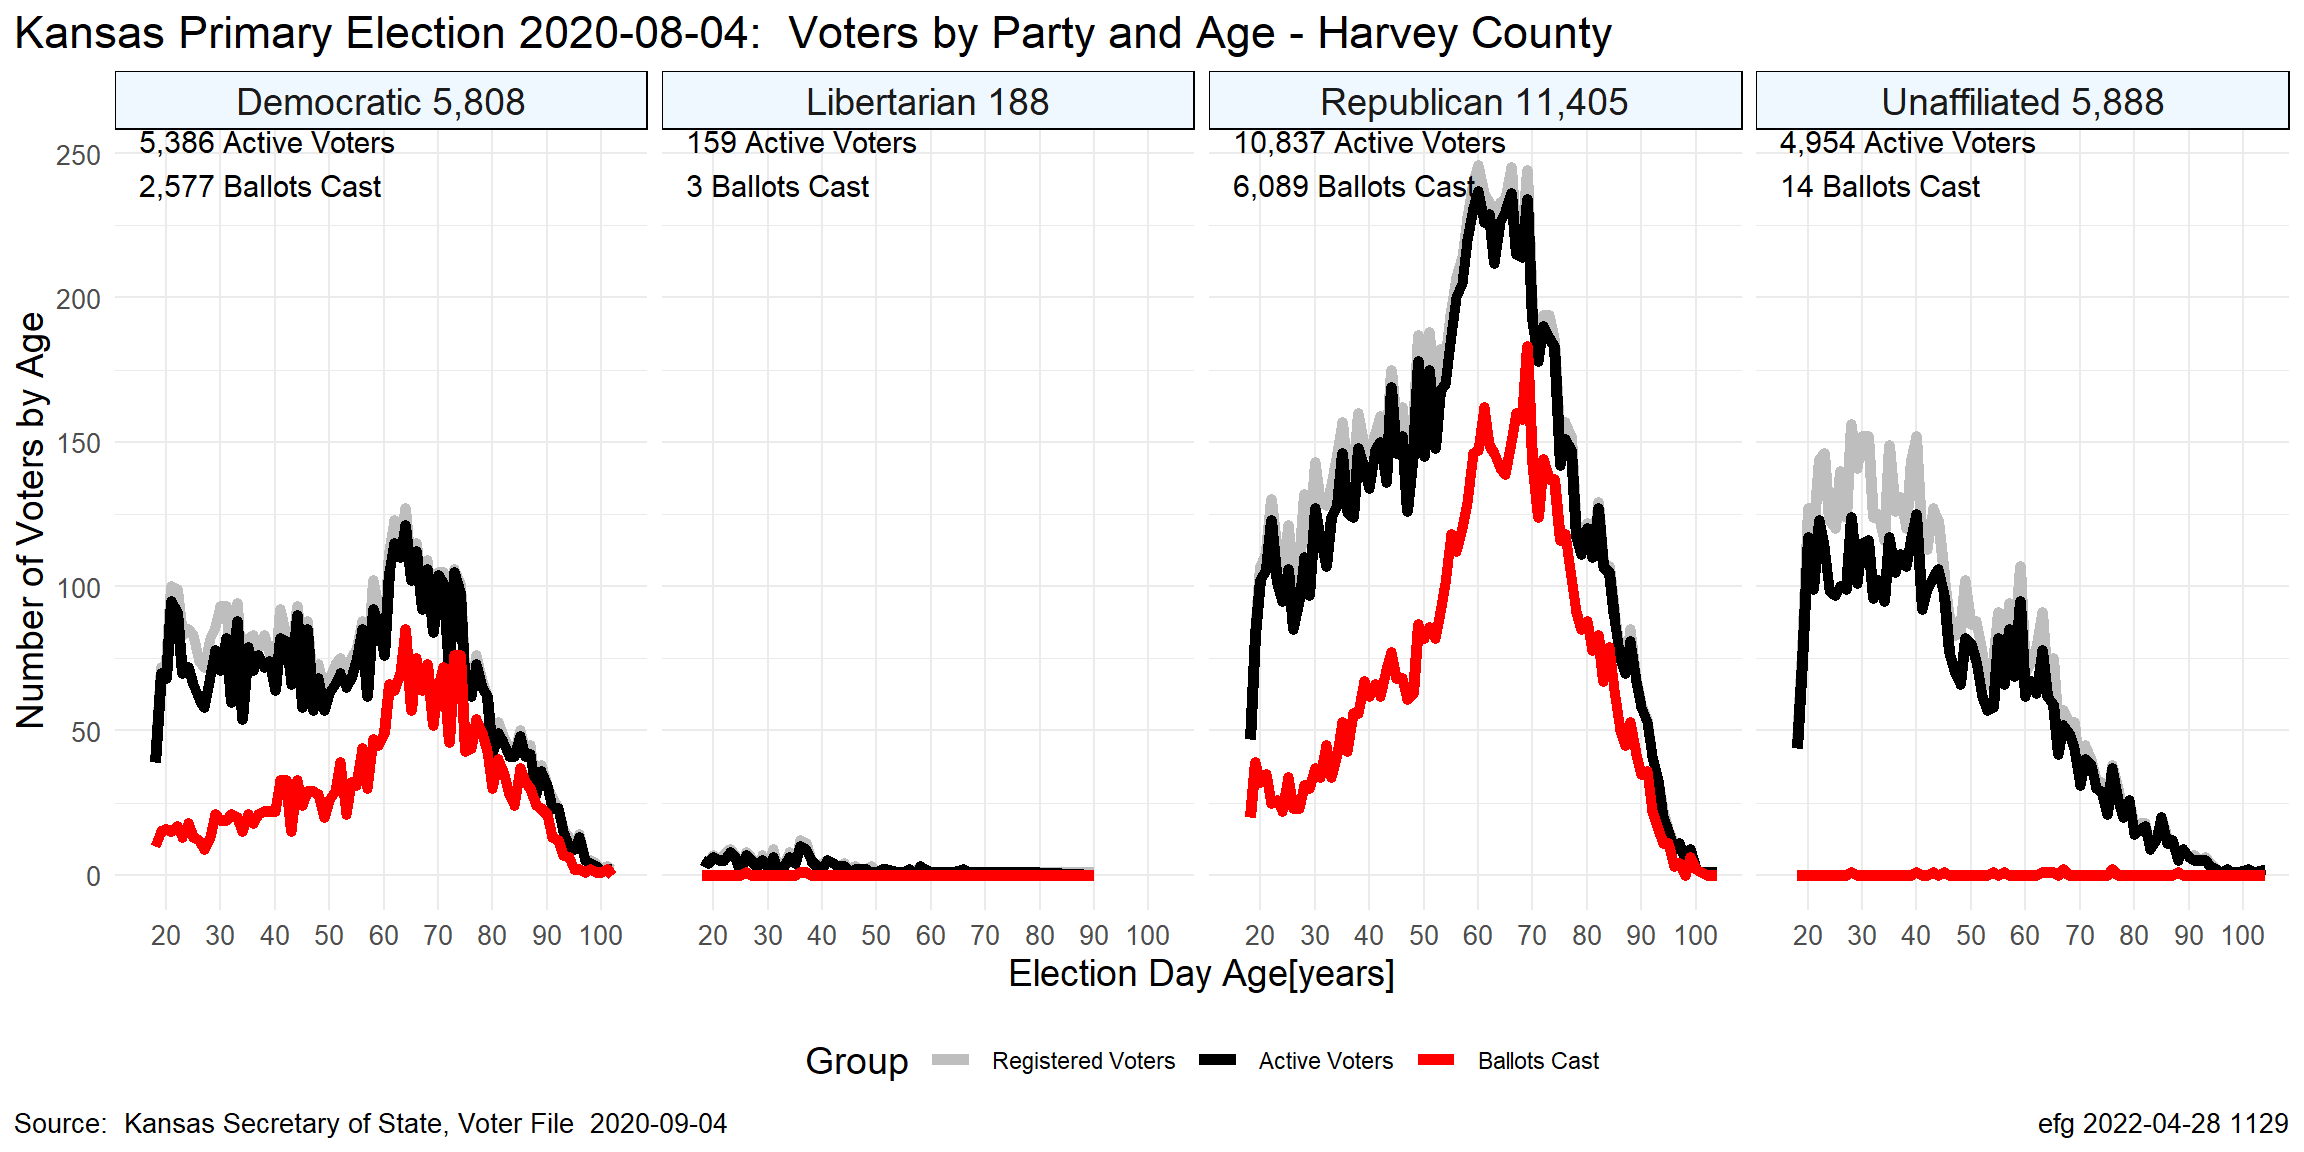 Kansas Primary Election 2020-08-04:  Voters by Party and Age - Harvey County
Democratic 5,808
Libertarian 188
Republican 11,405
Unaffiliated 5,888
5,386 Active Voters
2,577 Ballots Cast
159 Active Voters
3 Ballots Cast
10,837 Active Voters
6,089 Ballots Cast
4,954 Active Voters
14 Ballots Cast
Number of Voters by Age
250
200
150
100
50
0
20 30 40 50 60 70 80 90 100
20 30 40 50 60 70 80 90 100
20 30 40 50 60 70 80 90 100
20 30 40 50 60 70 80 90 100
Election Day Age[years]
Group Registered Voters Active Voters Ballots Cast
Source:  Kansas Secretary of State, Voter File  2020-09-04
efg 2022-04-28 1129